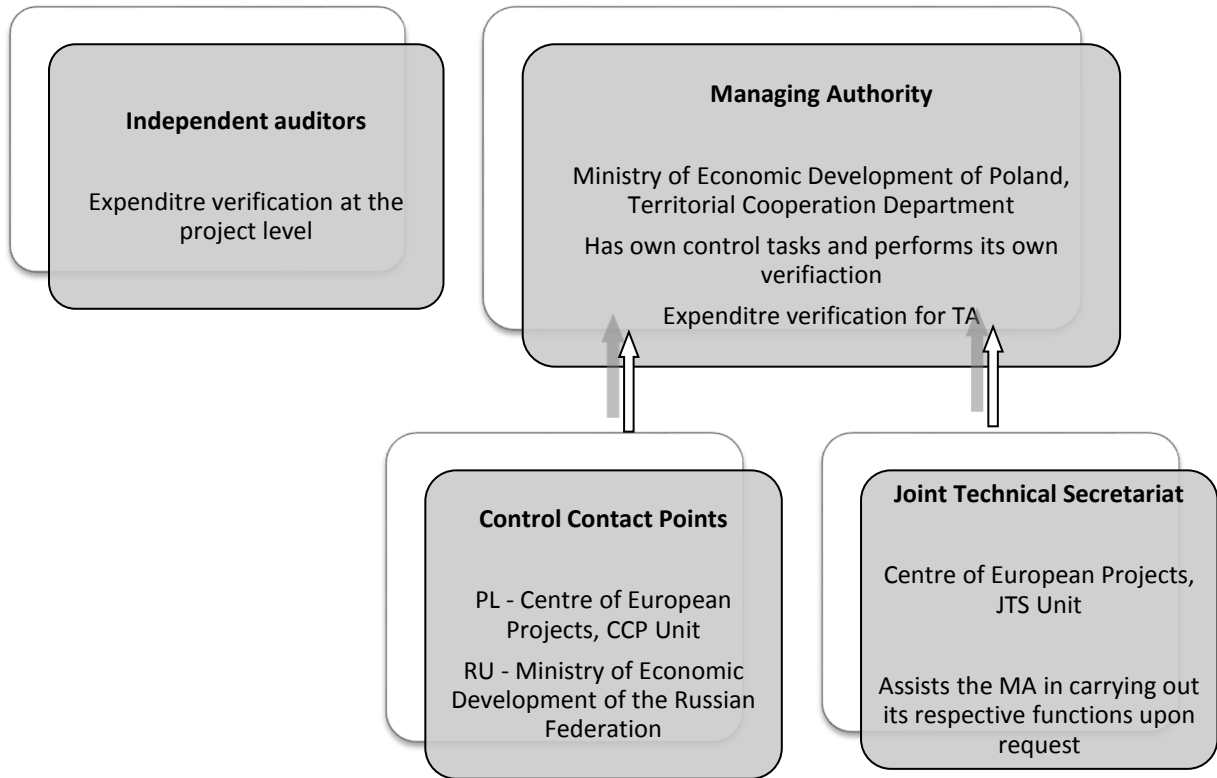 Independent auditors
Expenditre verification at the
project level
Managing Authority
Ministry of Economic Development of Poland,
Territorial Cooperation Department
Has own control tasks and performs its own
verifiaction
Expenditre verification for TA
Control Contact Points
PL - Centre of European
Projects, CCP Unit
RU - Ministry of Economic
Development of the Russian
Federation
Joint Technical Secretariat
Centre of European Projects,
JTS Unit
Assists the MA in carrying out
its respective functions upon
request